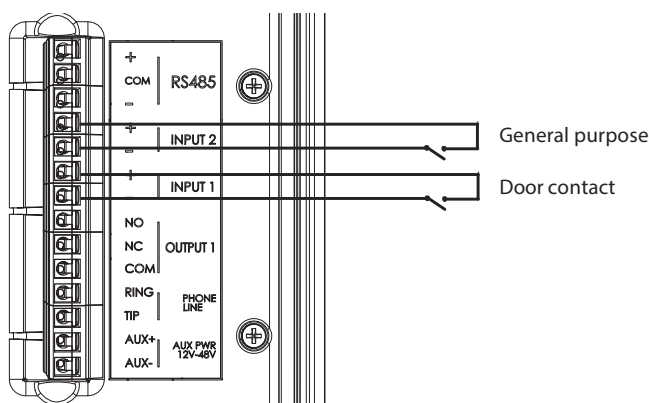 +
COM RS485
-
+
INPUT 2 General purpose
-
+
INPUT 1 Door contact
NO
NC OUTPUT 1
COM
RING PHONE
LINE
TIP
AUX+ AUX PWR
12V-48V
AUX-